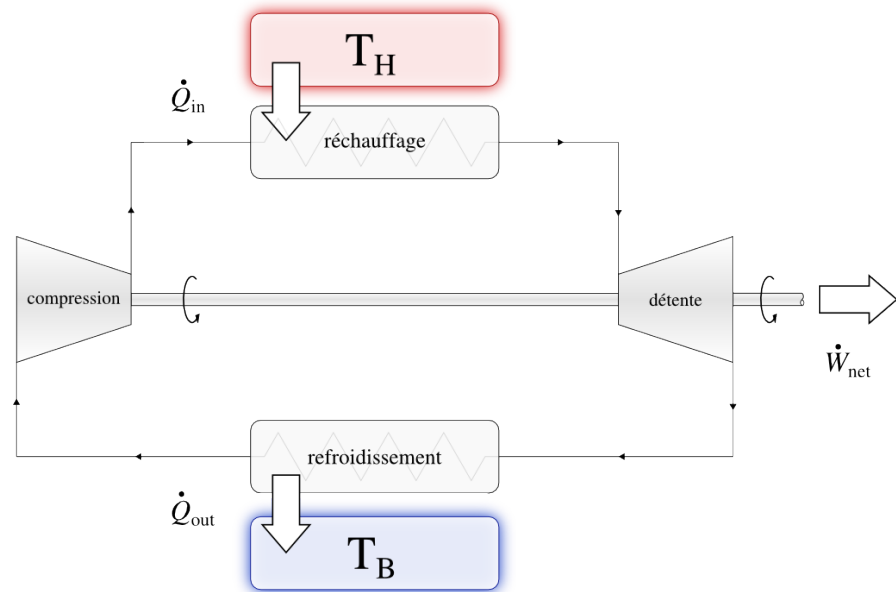 T_H
Q̇_in
réchauffage
compression
détente
Ẇ_net
refroidissement
Q̇_out
T_B